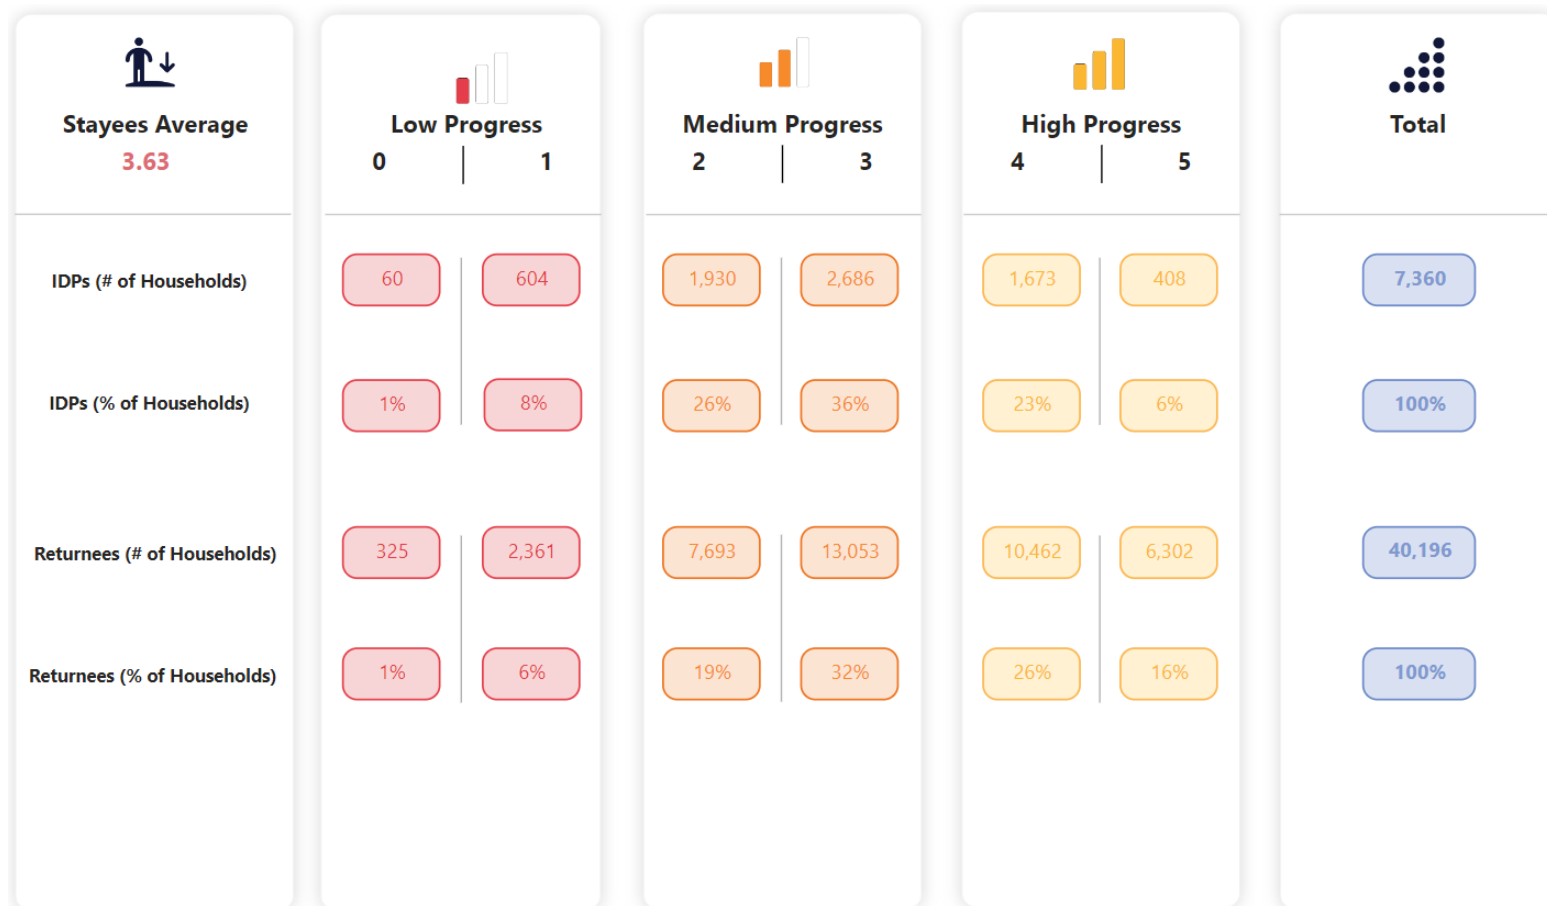 Stayees Average
3.63
Low Progress
0 1
Medium Progress
2 3
High Progress
4 5
Total
IDPs (# of Households) 60 604 1,930 2,686 1,673 408 7,360
IDPs (% of Households) 1% 8% 26% 36% 23% 6% 100%
Returnees (# of Households) 325 2,361 7,693 13,053 10,462 6,302 40,196
Returnees (% of Households) 1% 6% 19% 32% 26% 16% 100%